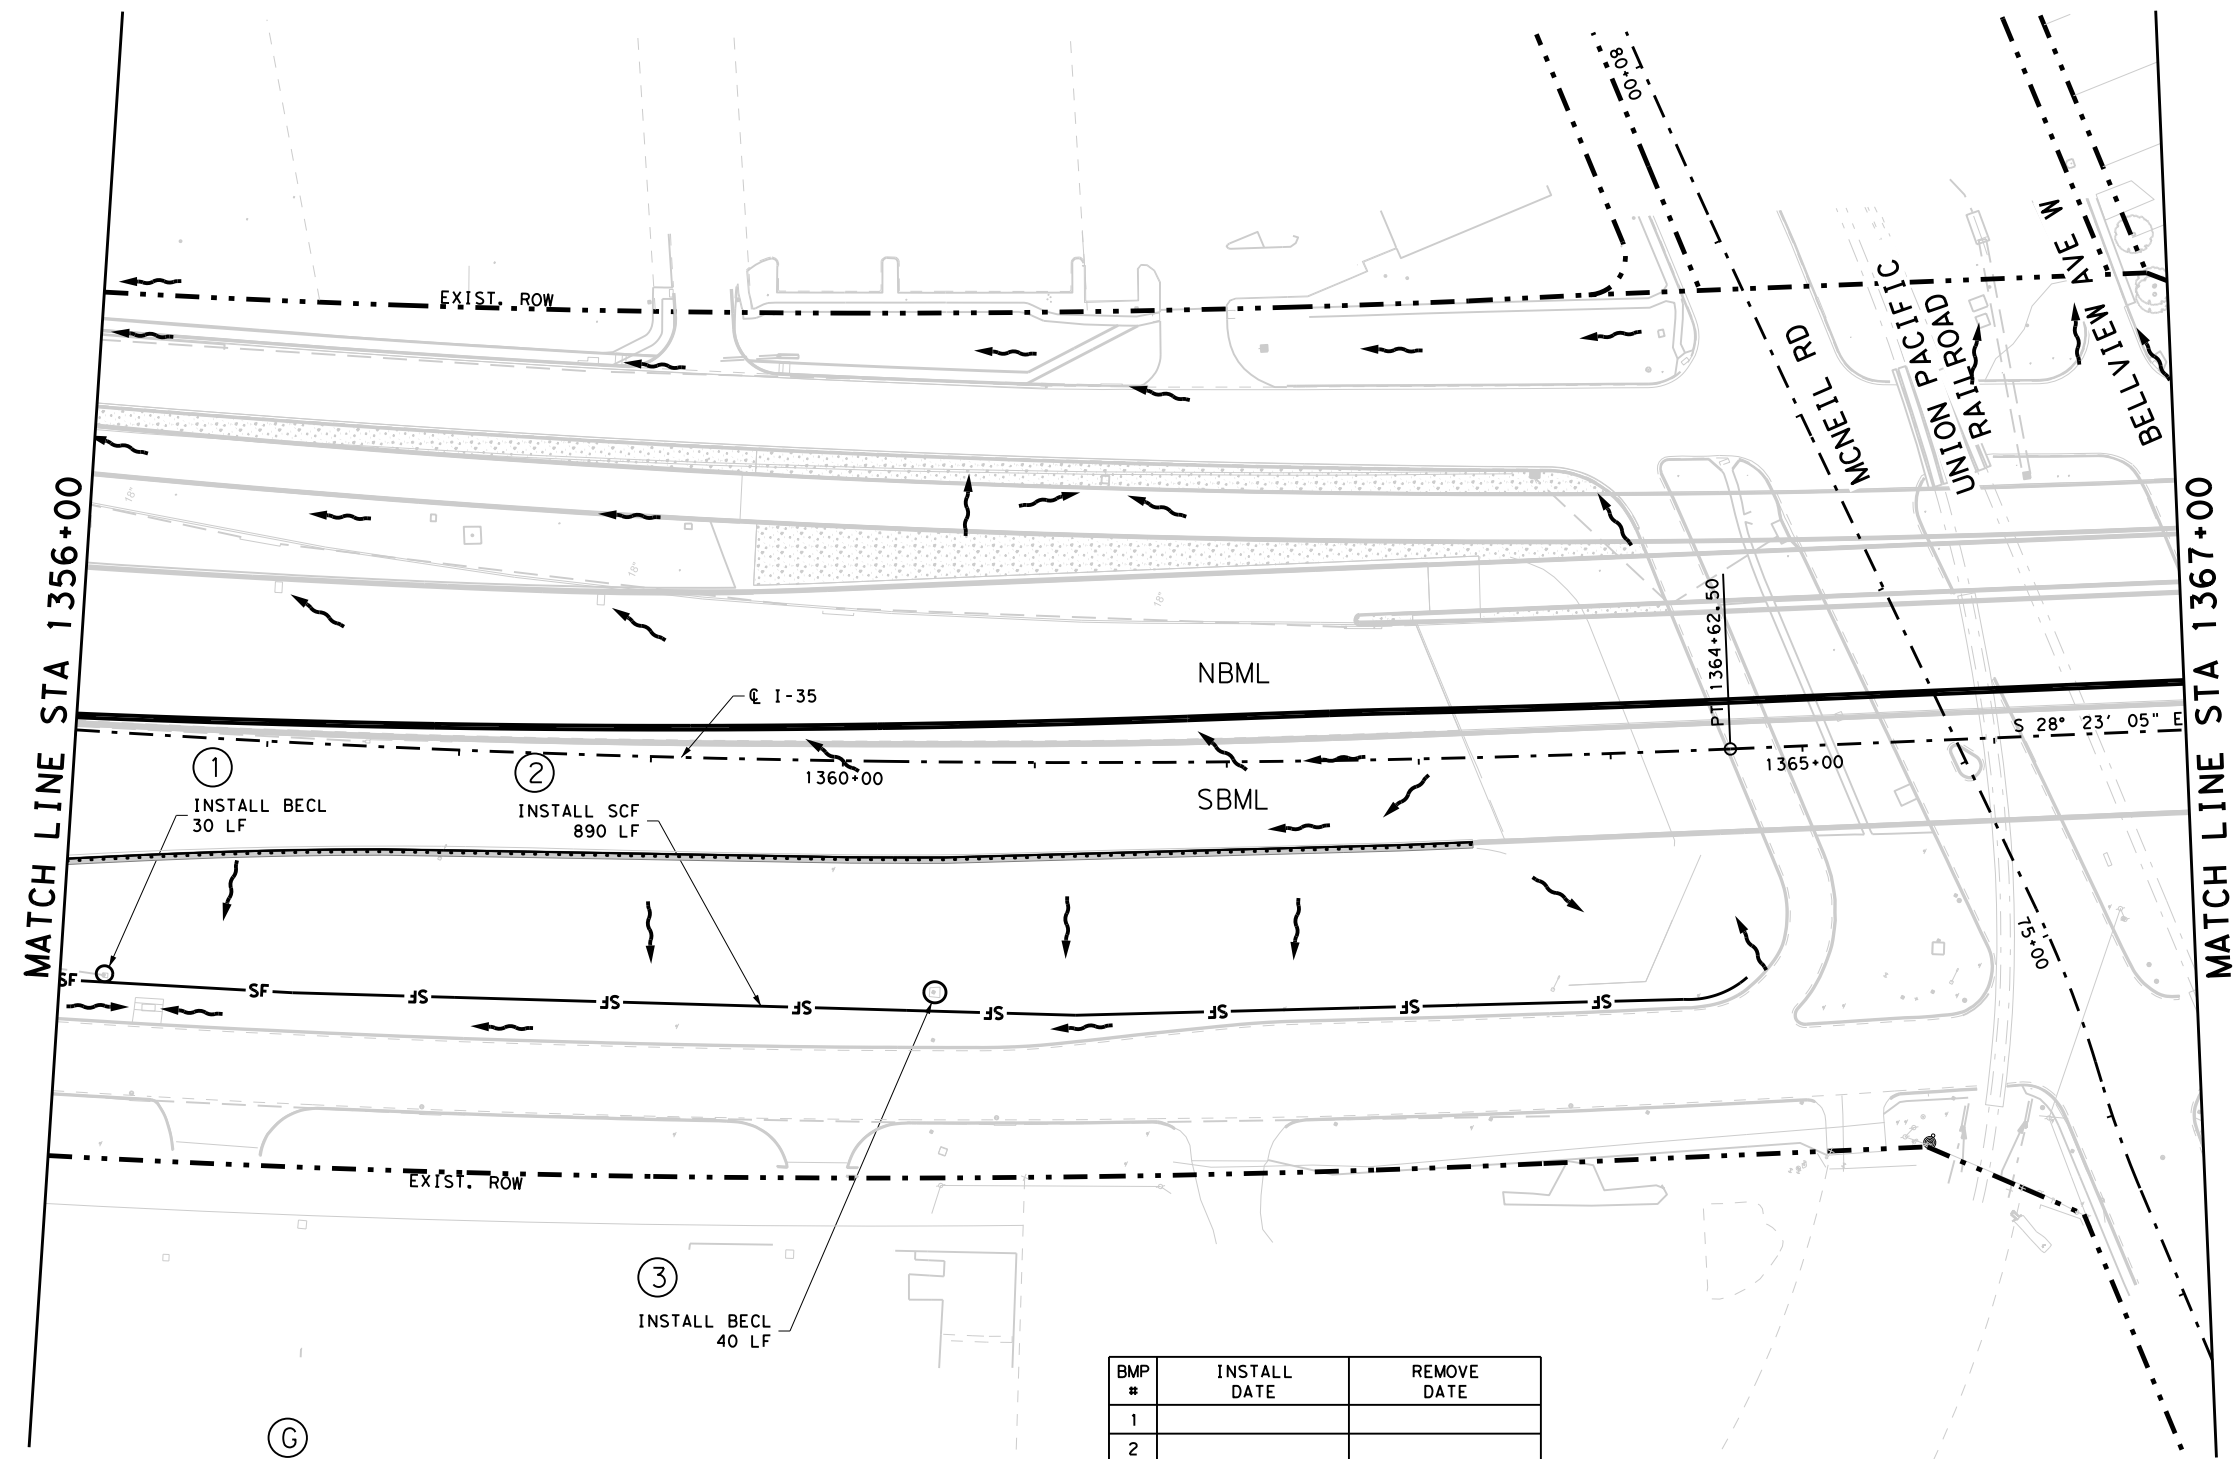 80+00
EXIST. ROW
MCNEIL RD
UNION PACIFIC
RAILROAD
BELLVIEW AVE W
MATCH LINE STA 1356+00
MATCH LINE STA 1367+00
18"
18"
18"
NBML
℄ I-35
PT 1364+62.50
S 28° 23' 05" E
1360+00
1365+00
SBML
1
INSTALL BECL
30 LF
2
INSTALL SCF
890 LF
75+00
SF
SF
SF
SF
SF
SF
SF
SF
SF
EXIST. ROW
3
INSTALL BECL
40 LF
G
BMP
#
INSTALL
DATE
REMOVE
DATE
1
2